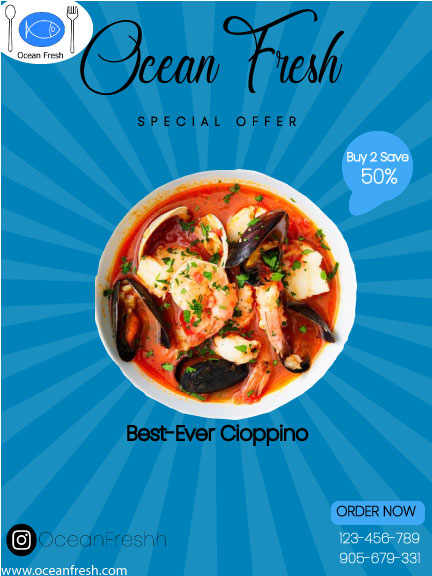 Ocean Fresh
Ocean Fresh
SPECIAL OFFER
Buy 2 Save
50%
Best-Ever Cioppino
ORDER NOW
OceanFreshh
123-456-789
905-679-331
www.oceanfresh.com